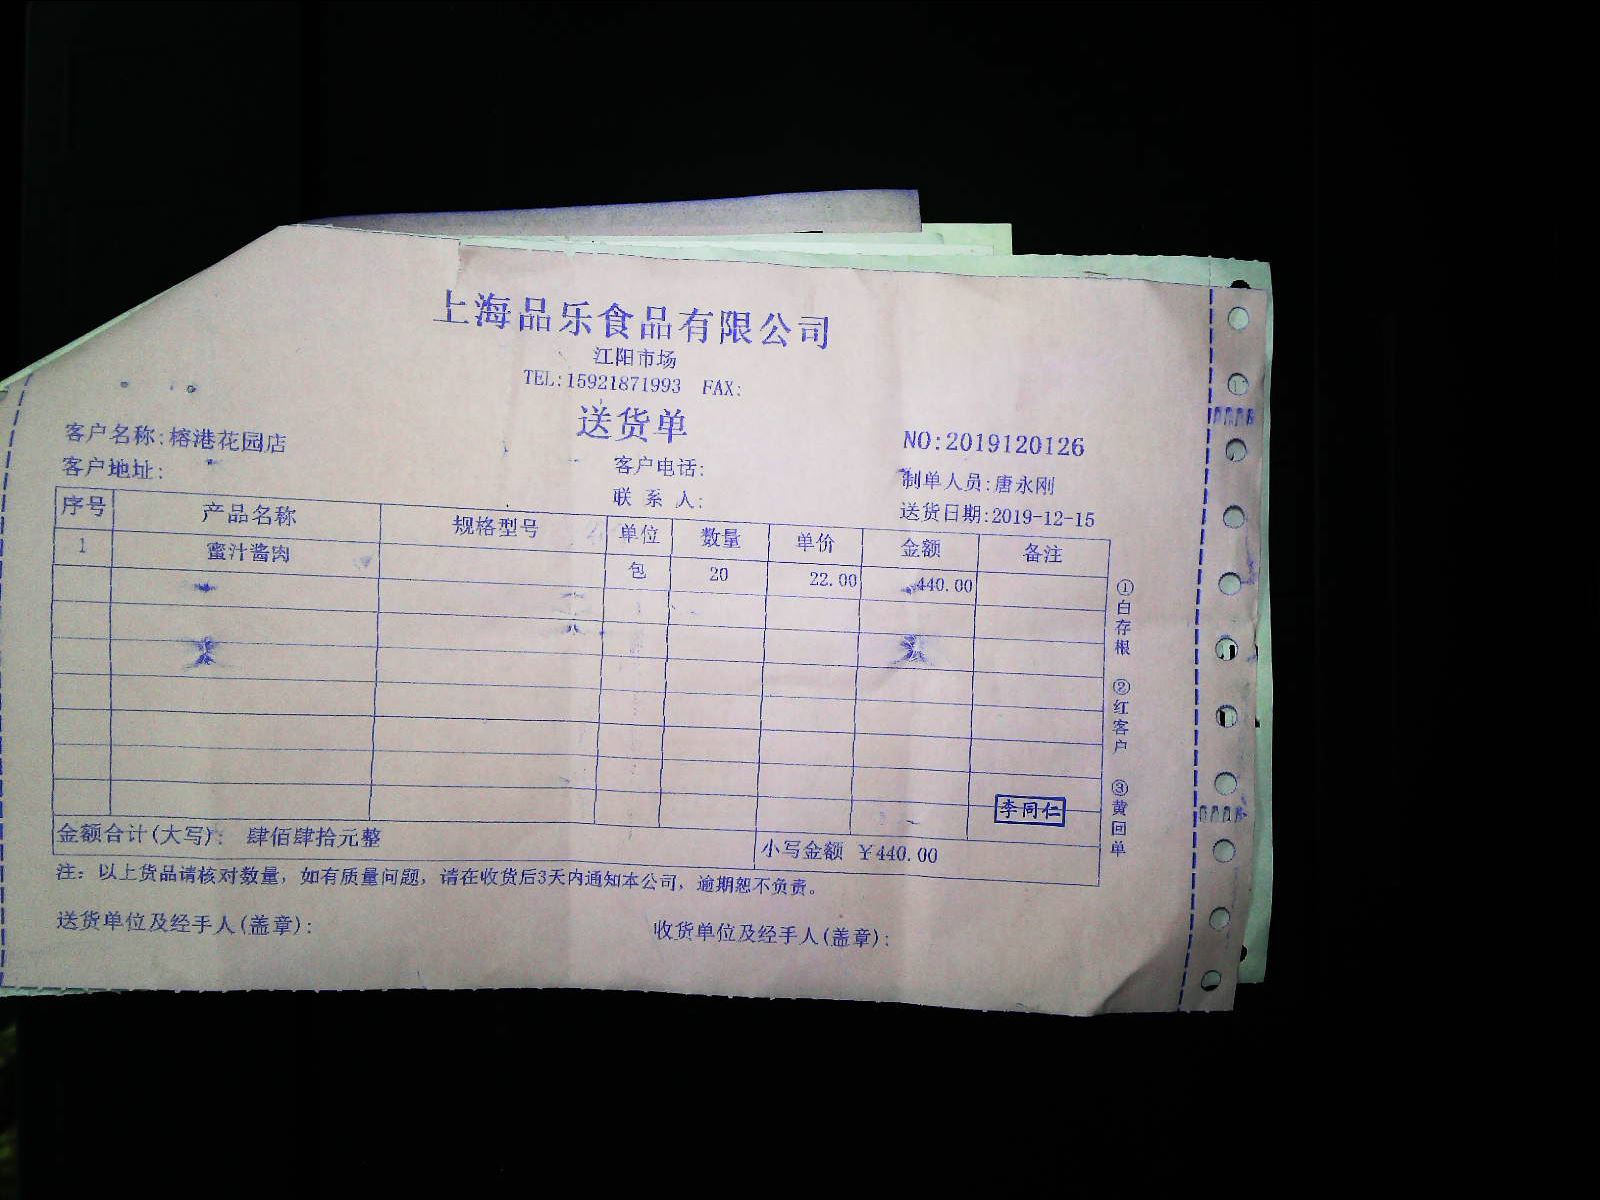 上海品乐食品有限公司
江阳市场
TEL:15921871993 FAX:
送货单
客户名称:榕港花园店
NO:2019120126
客户地址:
客户电话:
制单人员:唐永刚
联 系 人:
送货日期:2019-12-15
序号 产品名称 规格型号 单位 数量 单价 金额 备注
1 蜜汁酱肉 包 20 22.00 440.00
李同仁
金额合计(大写): 肆佰肆拾元整 小写金额 ¥440.00
注: 以上货品请核对数量, 如有质量问题, 请在收货后3天内通知本公司, 逾期恕不负责。
送货单位及经手人(盖章): 收货单位及经手人(盖章):
①白存根 ②红客户 ③黄回单